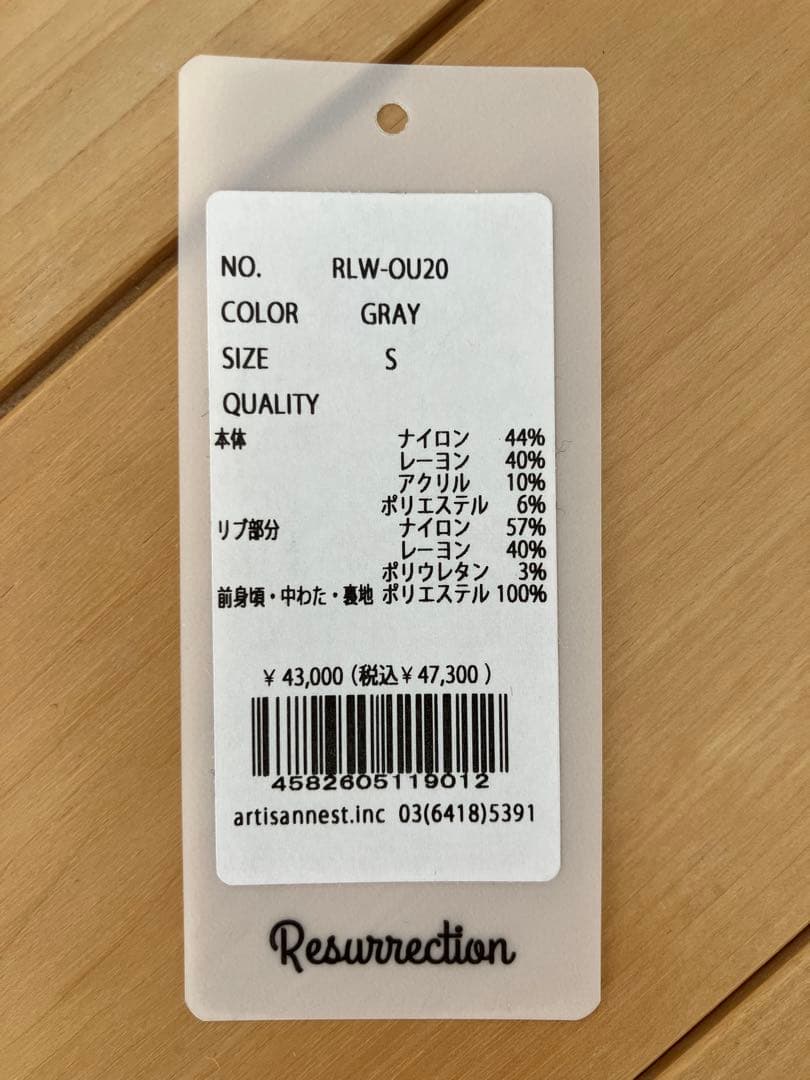 NO. RLW-OU20
COLOR GRAY
SIZE S
QUALITY
本体 ナイロン 44%
レーヨン 40%
アクリル 10%
ポリエステル 6%
リブ部分 ナイロン 57%
レーヨン 40%
ポリウレタン 3%
前身頃・中わた・裏地 ポリエステル 100%
¥ 43,000 (税込¥ 47,300 )
4582605119012
artisannest.inc 03(6418)5391
Resurrection